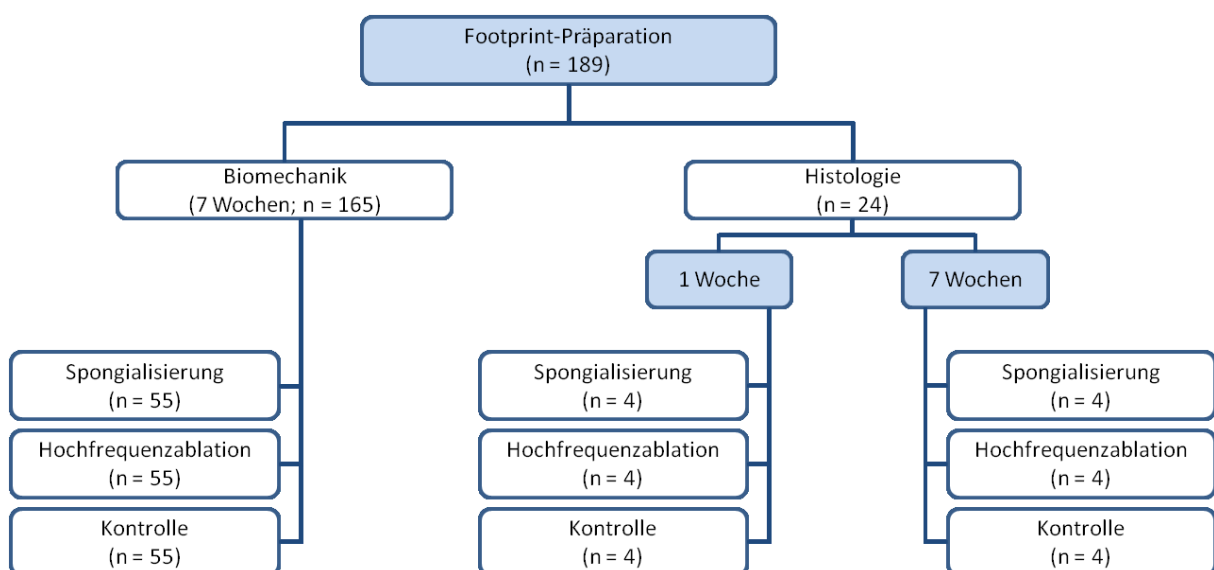 Footprint-Präparation
(n = 189)
Biomechanik
(7 Wochen; n = 165)
Histologie
(n = 24)
1 Woche
7 Wochen
Spongialisierung
(n = 55)
Hochfrequenzablation
(n = 55)
Kontrolle
(n = 55)
Spongialisierung
(n = 4)
Hochfrequenzablation
(n = 4)
Kontrolle
(n = 4)
Spongialisierung
(n = 4)
Hochfrequenzablation
(n = 4)
Kontrolle
(n = 4)